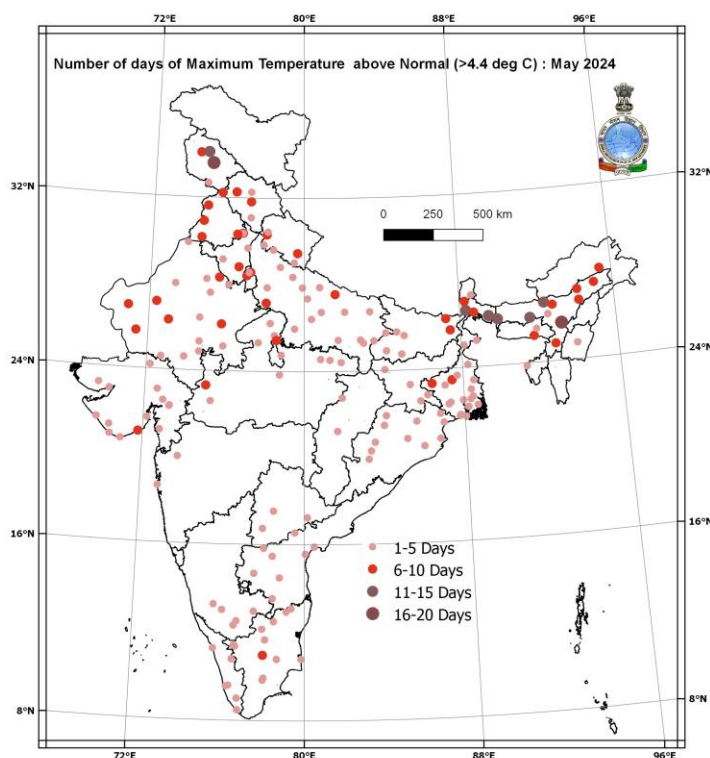 72°E 80°E 88°E 96°E
Number of days of Maximum Temperature above Normal (>4.4 deg C) : May 2024
32°N 32°N
0 250 500 km
24°N 24°N
16°N 16°N
1-5 Days
6-10 Days
11-15 Days
16-20 Days
8°N 8°N
72°E 80°E 88°E 96°E